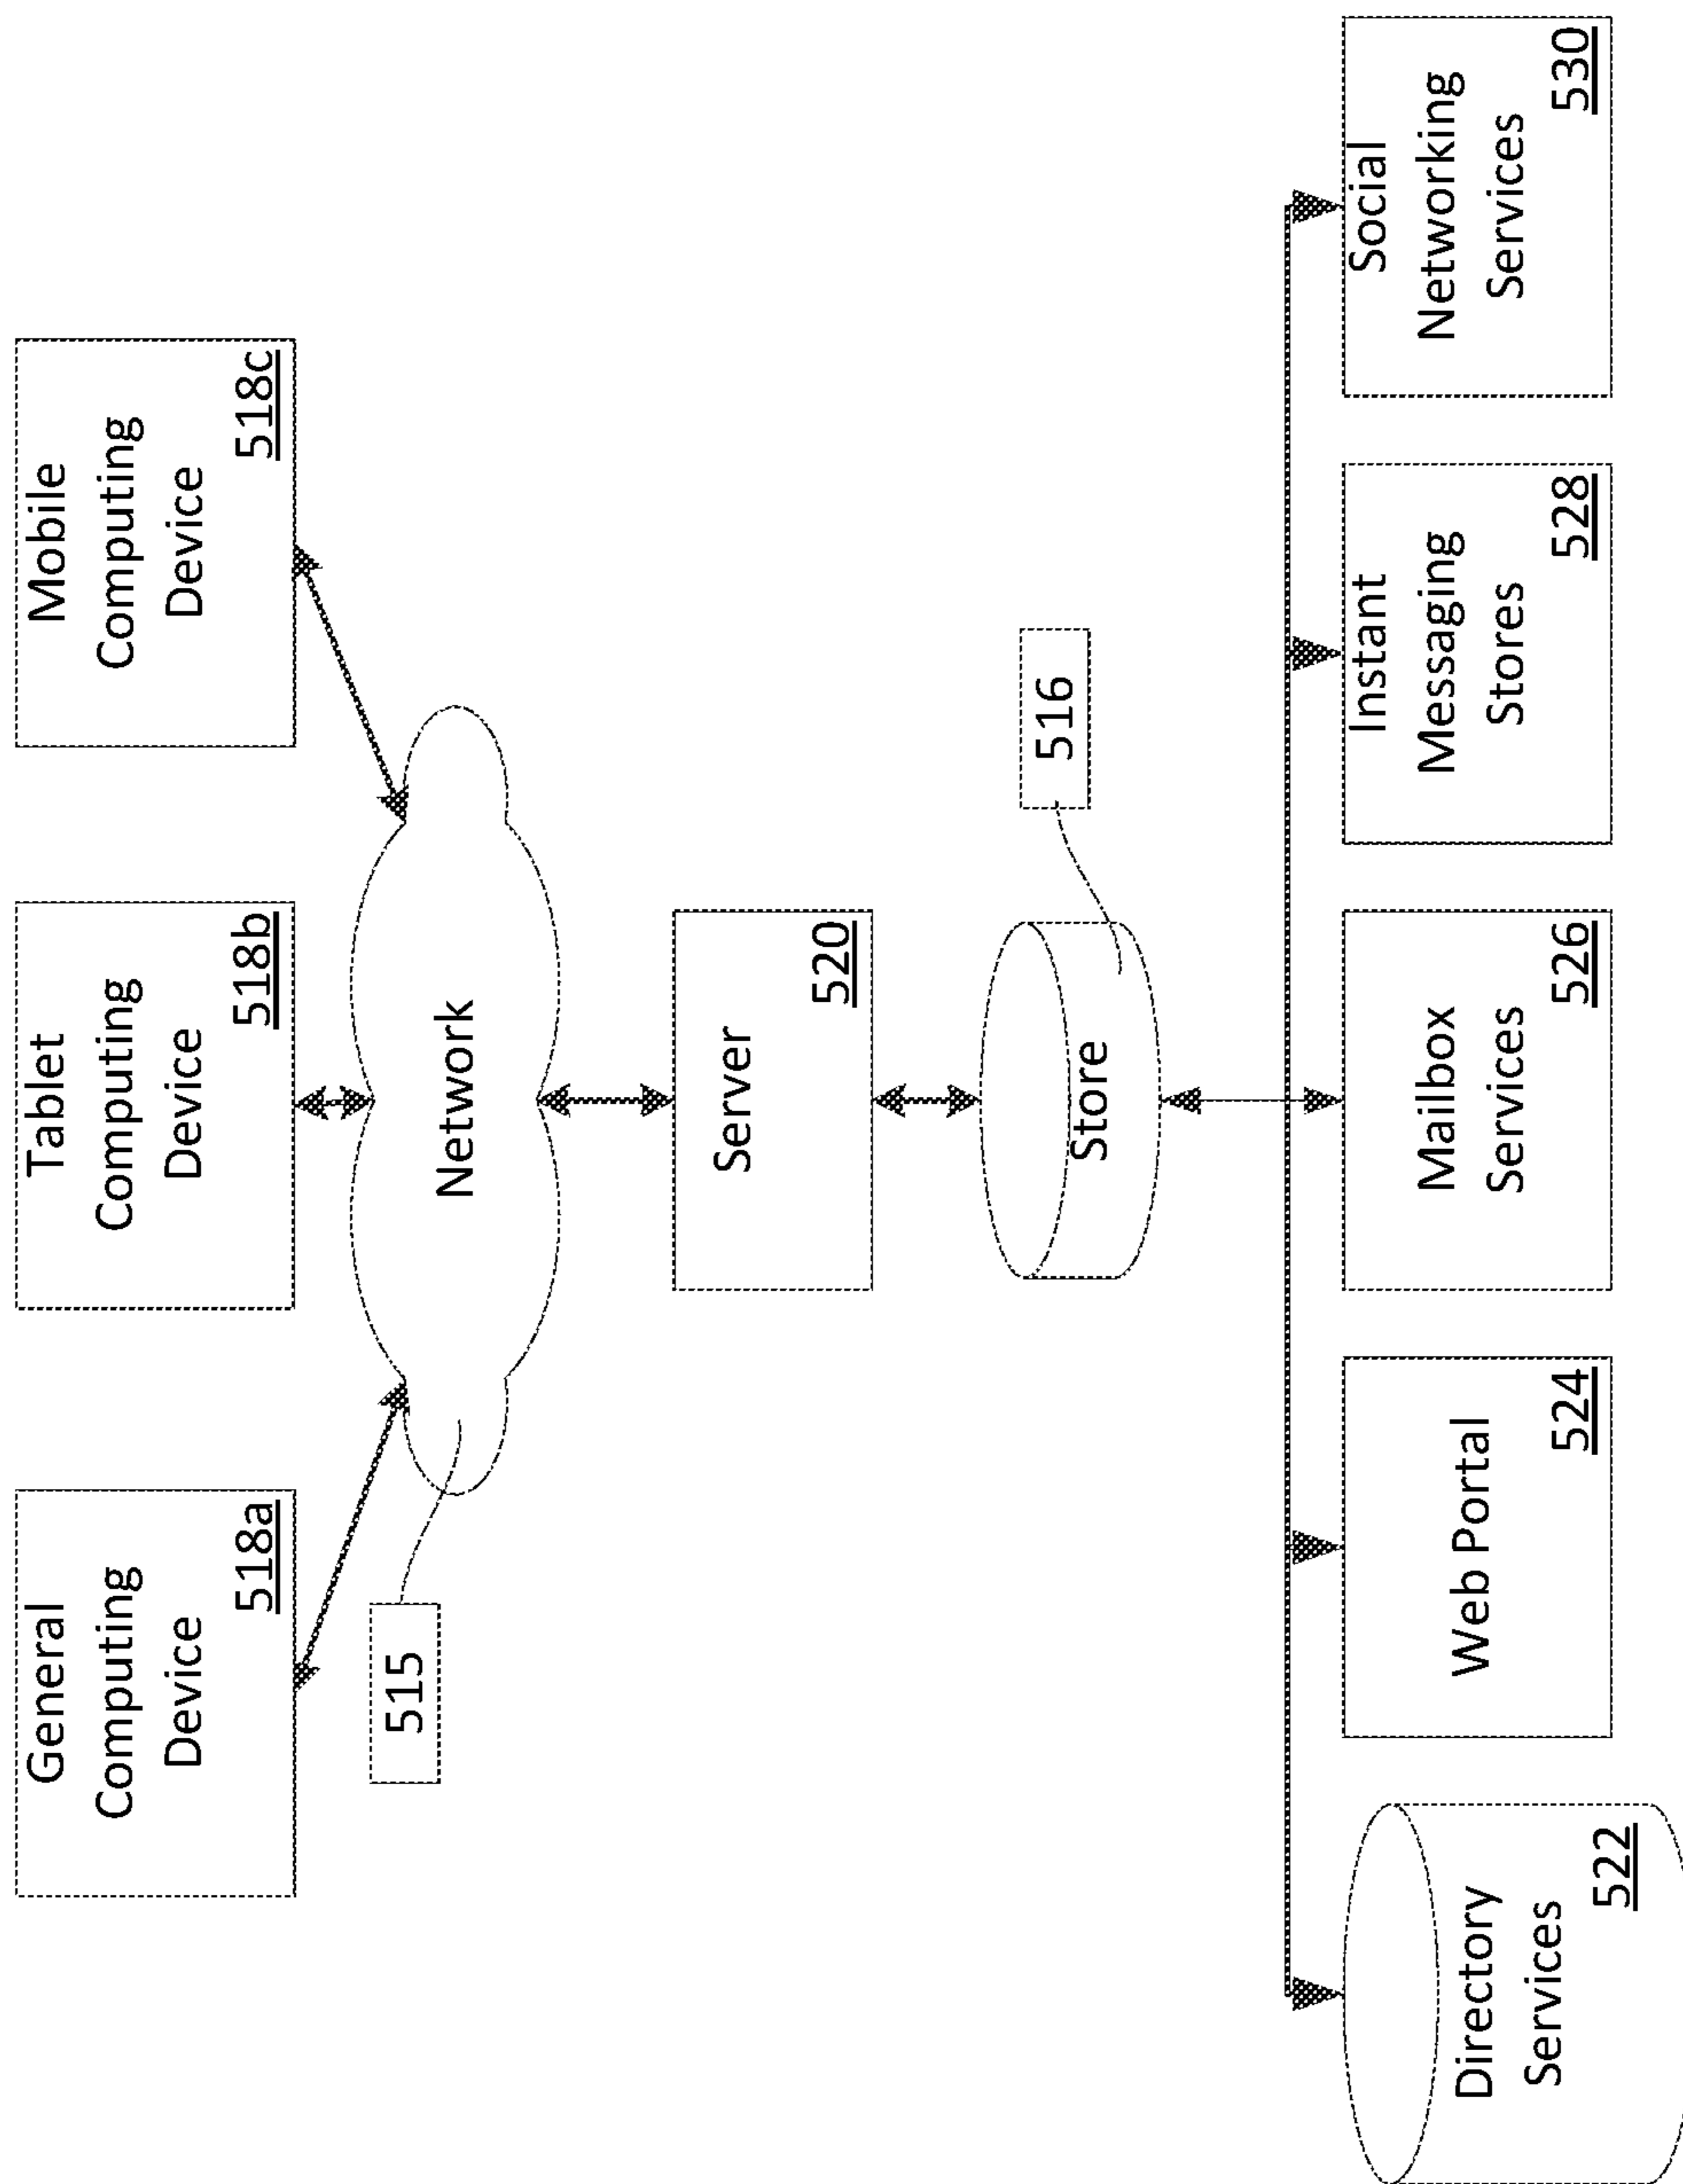 General
Computing
Device
518a
Tablet
Computing
Device
518b
Mobile
Computing
Device
518c
515
Network
Server
520
516
Store
Directory
Services
522
Web Portal
524
Mailbox
Services
526
Instant
Messaging
Stores
528
Social
Networking
Services
530